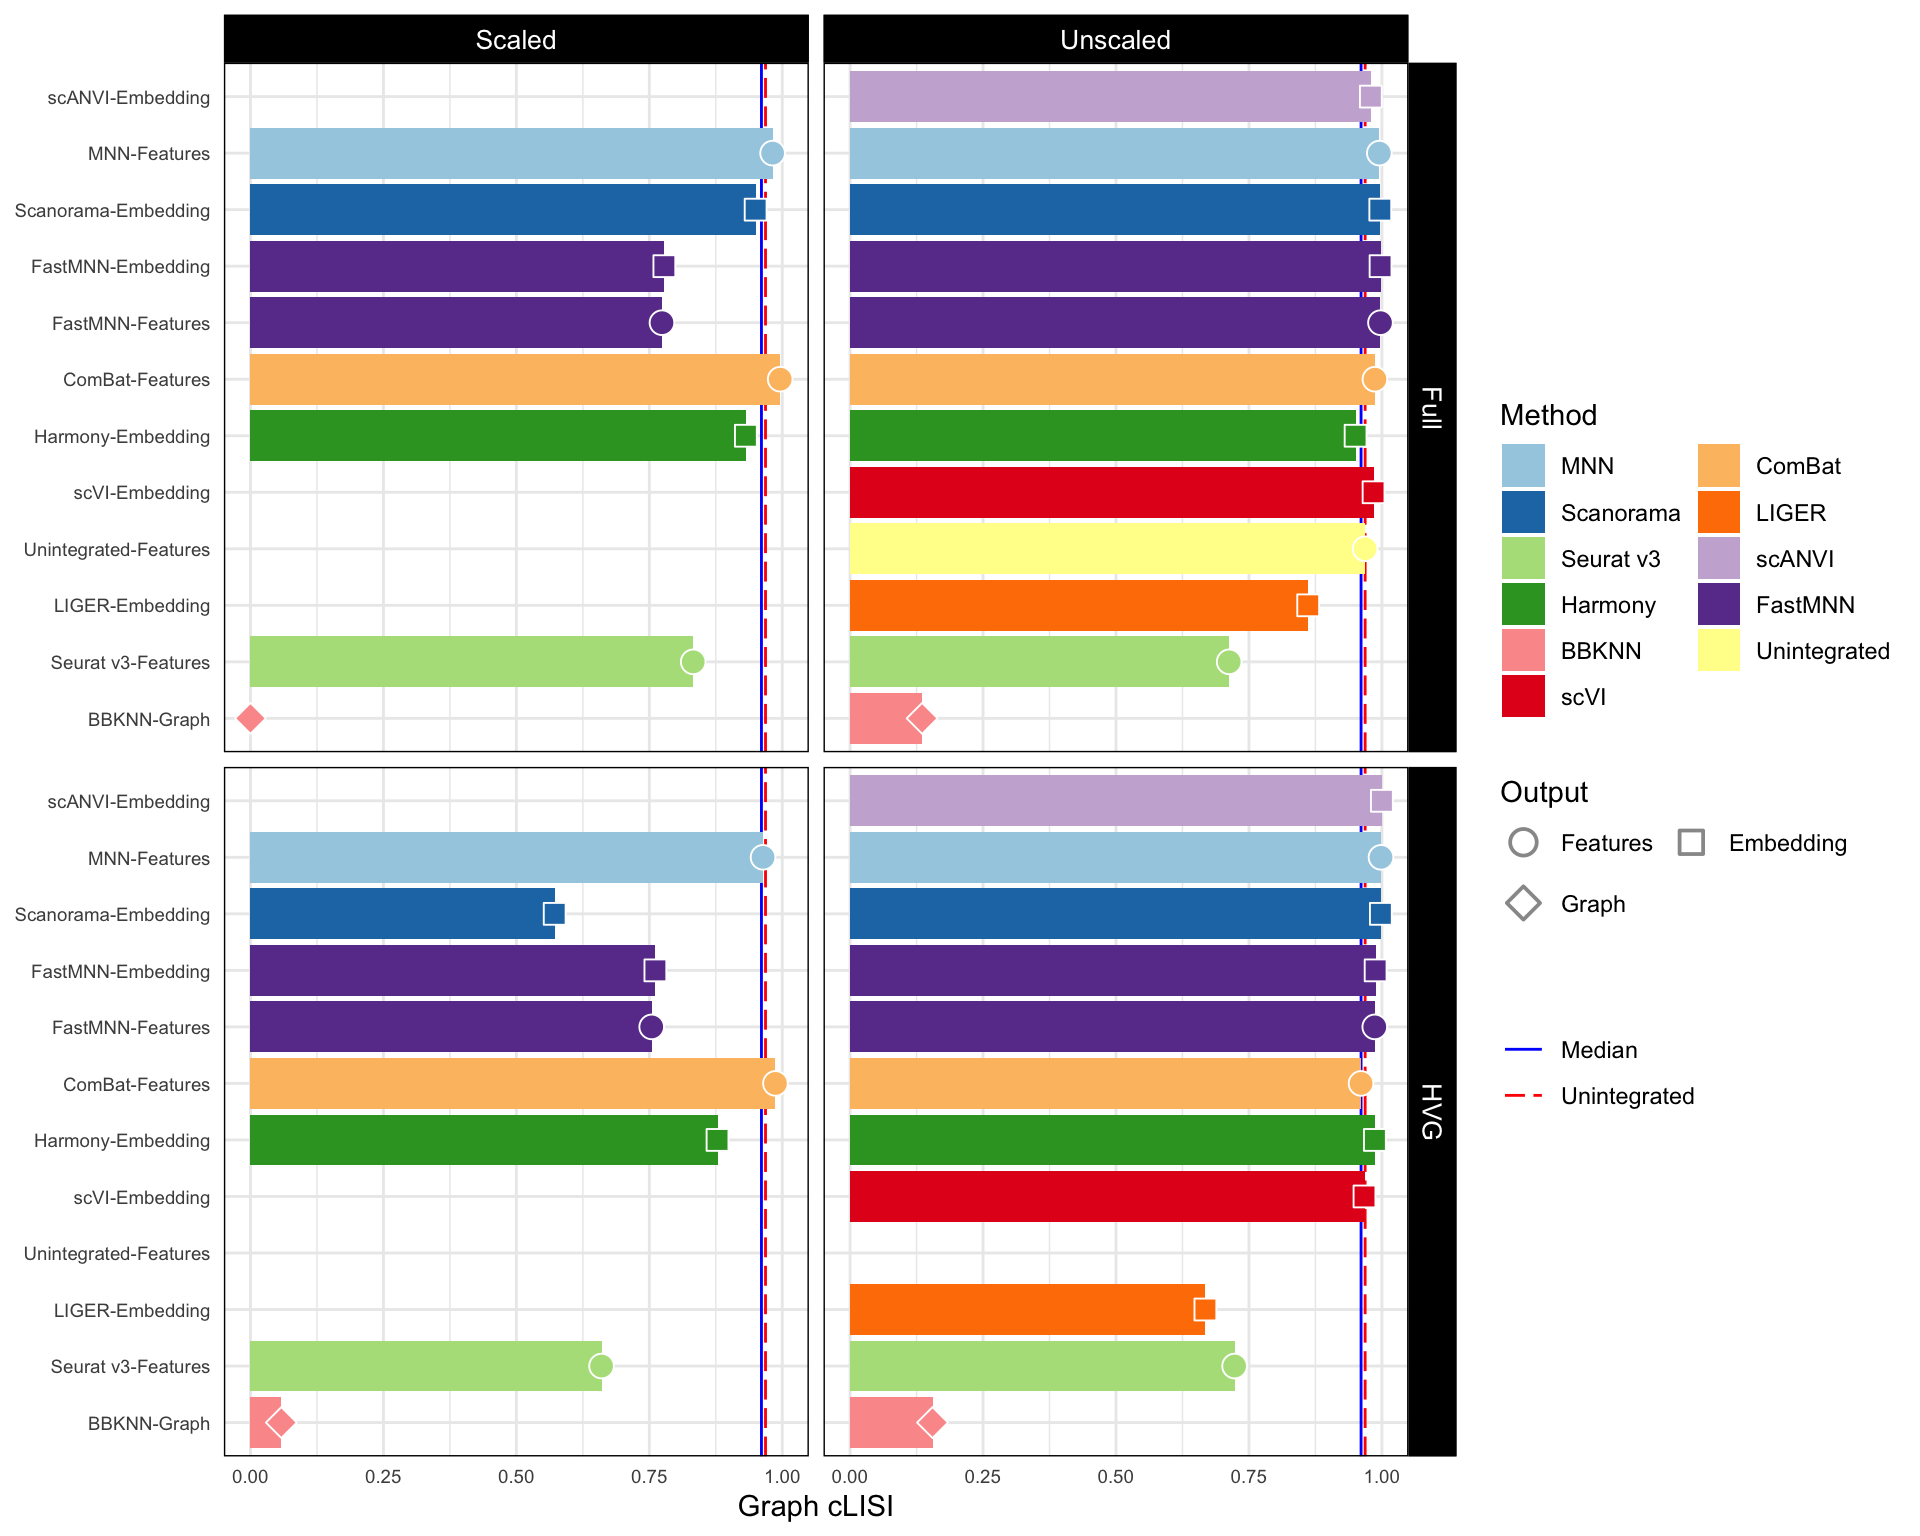 Scaled
Unscaled
scANVI-Embedding
MNN-Features
Scanorama-Embedding
FastMNN-Embedding
FastMNN-Features
ComBat-Features
Harmony-Embedding
scVI-Embedding
Unintegrated-Features
LIGER-Embedding
Seurat v3-Features
BBKNN-Graph
Full
scANVI-Embedding
MNN-Features
Scanorama-Embedding
FastMNN-Embedding
FastMNN-Features
ComBat-Features
Harmony-Embedding
scVI-Embedding
Unintegrated-Features
LIGER-Embedding
Seurat v3-Features
BBKNN-Graph
HVG
0.00 0.25 0.50 0.75 1.00 0.00 0.25 0.50 0.75 1.00
Graph cLISI
Method
MNN ComBat
Scanorama LIGER
Seurat v3 scANVI
Harmony FastMNN
BBKNN Unintegrated
scVI
Output
Features Embedding
Graph
Median
Unintegrated